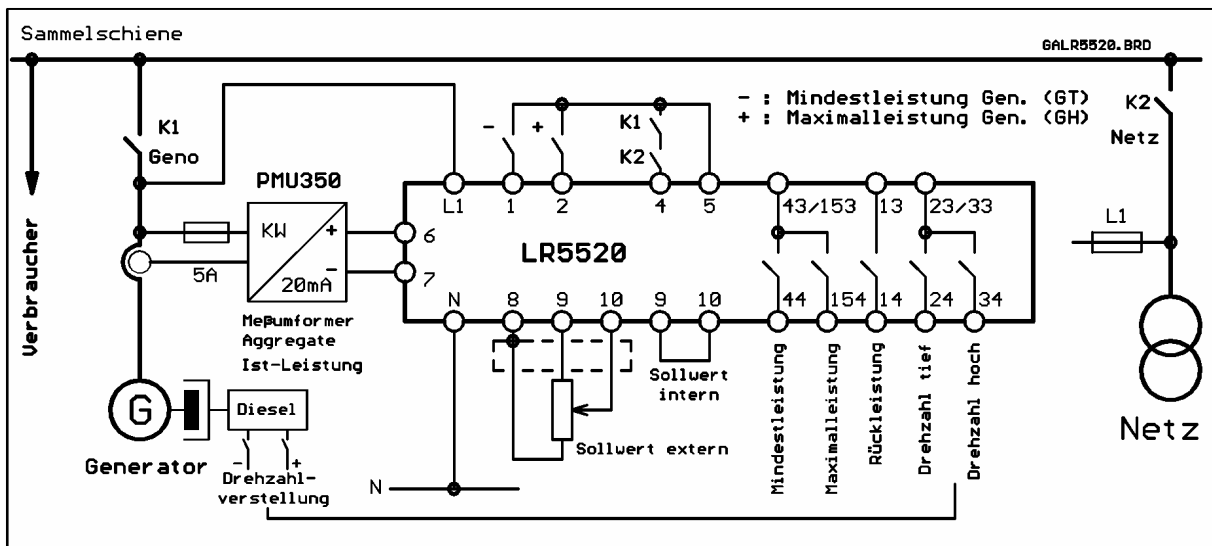 Sammelschiene
GALR5520.BRD
- : Mindestleistung Gen. (GT)
+ : Maximalleistung Gen. (GH)
K1
Geno
K2
Netz
- + K1
K2
PMU350
L1 1 2 4 5 43/153 13 23/33
L1
KW + 6
LR5520
5A
20mA - 7
N 8 9 10 9 10 44 154 14 24 34
Verbraucher
Meßumformer
Aggregate
Ist-Leistung
Sollwert
intern
Sollwert extern
Mindestleistung
Maximalleistung
Rückleistung
Drehzahl tief
Drehzahl hoch
G
Diesel
Generator
- +
Drehzahl-
verstellung
N
Netz